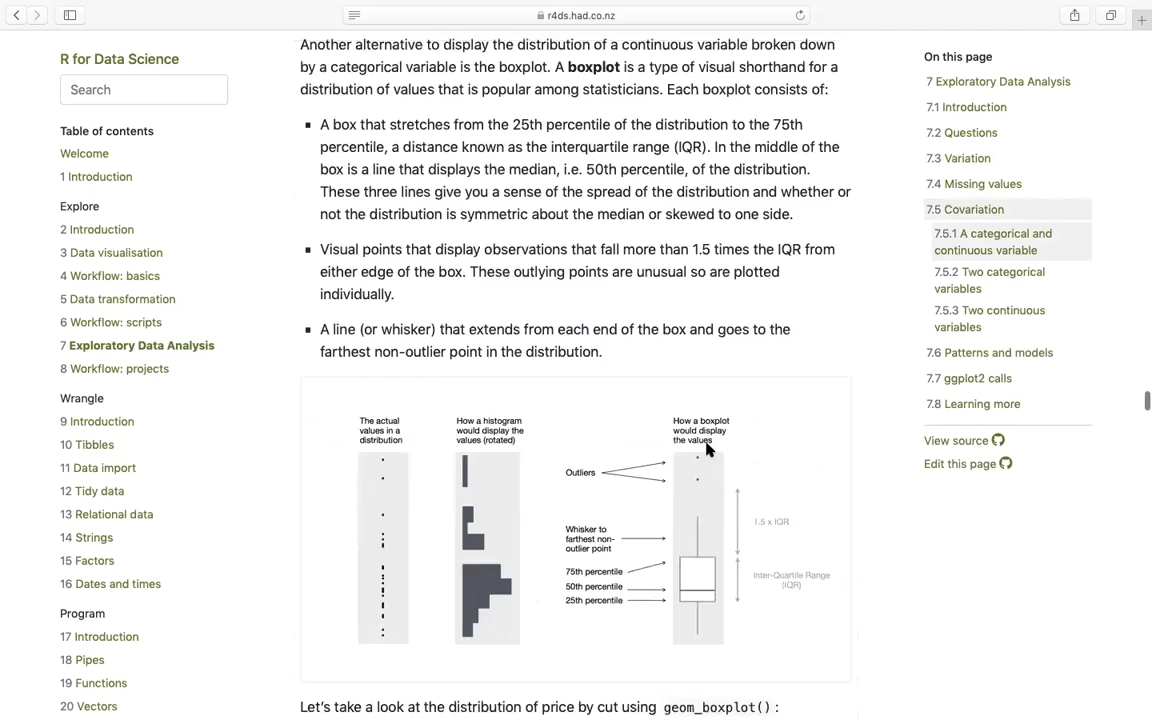 r4ds.had.co.nz
R for Data Science
Search
Table of contents
Welcome
1 Introduction
Explore
2 Introduction
3 Data visualisation
4 Workflow: basics
5 Data transformation
6 Workflow: scripts
7 Exploratory Data Analysis
8 Workflow: projects
Wrangle
9 Introduction
10 Tibbles
11 Data import
12 Tidy data
13 Relational data
14 Strings
15 Factors
16 Dates and times
Program
17 Introduction
18 Pipes
19 Functions
20 Vectors
Another alternative to display the distribution of a continuous variable broken down
by a categorical variable is the boxplot. A boxplot is a type of visual shorthand for a
distribution of values that is popular among statisticians. Each boxplot consists of:
▪ A box that stretches from the 25th percentile of the distribution to the 75th
percentile, a distance known as the interquartile range (IQR). In the middle of the
box is a line that displays the median, i.e. 50th percentile, of the distribution.
These three lines give you a sense of the spread of the distribution and whether or
not the distribution is symmetric about the median or skewed to one side.
▪ Visual points that display observations that fall more than 1.5 times the IQR from
either edge of the box. These outlying points are unusual so are plotted
individually.
▪ A line (or whisker) that extends from each end of the box and goes to the
farthest non-outlier point in the distribution.
The actual
values in a
distribution
How a histogram
would display the
values (rotated)
How a boxplot
would display
the values
Outliers
Whisker to
farthest non-
outlier point
75th percentile
50th percentile
25th percentile
1.5 x IQR
Inter-Quartile Range
(IQR)
Let's take a look at the distribution of price by cut using geom_boxplot() :
On this page
7 Exploratory Data Analysis
7.1 Introduction
7.2 Questions
7.3 Variation
7.4 Missing values
7.5 Covariation
7.5.1 A categorical and
continuous variable
7.5.2 Two categorical
variables
7.5.3 Two continuous
variables
7.6 Patterns and models
7.7 ggplot2 calls
7.8 Learning more
View source
Edit this page